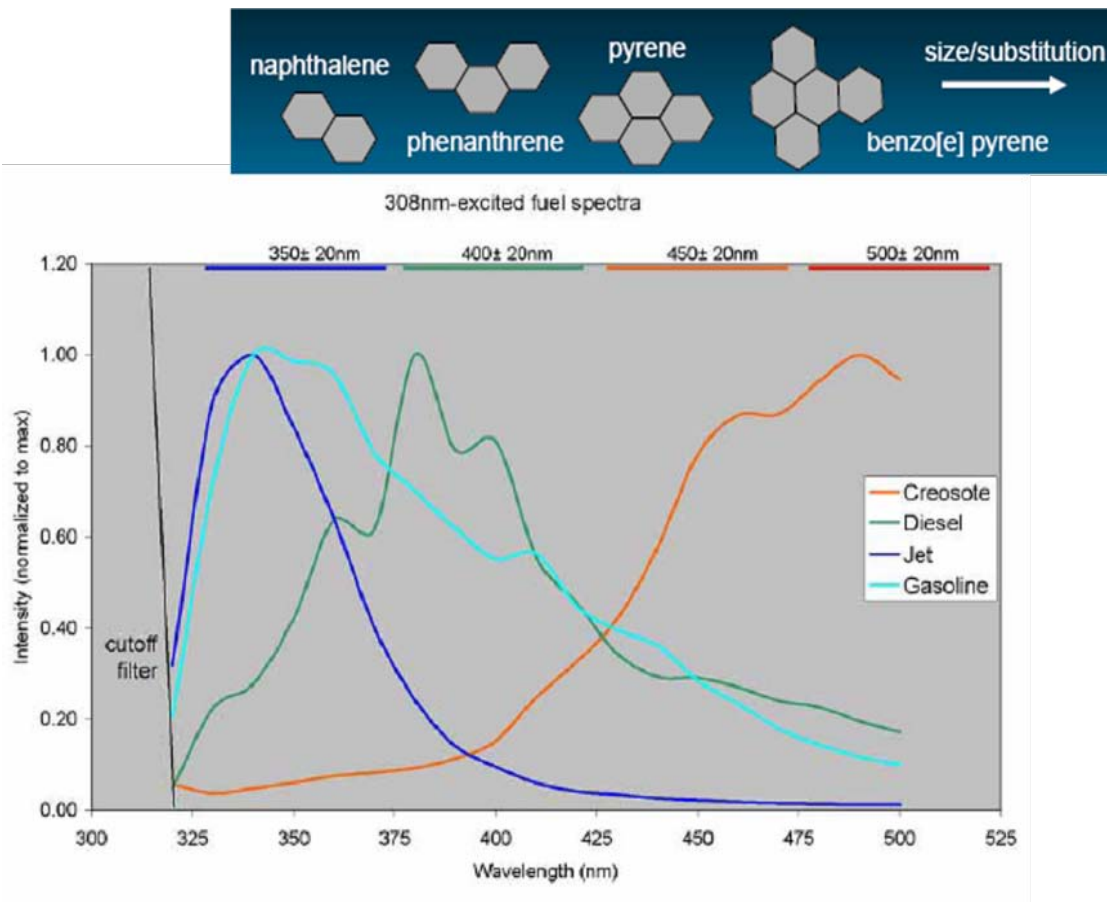 naphthalene
phenanthrene
pyrene
benzo[e] pyrene
size/substitution
308nm-excited fuel spectra
350± 20nm
400± 20nm
450± 20nm
500± 20nm
1.20
1.00
0.80
0.60
0.40
0.20
0.00
Intensity (normalized to max)
cutoff
filter
Creosote
Diesel
Jet
Gasoline
300
325
350
375
400
425
450
475
500
525
Wavelength (nm)